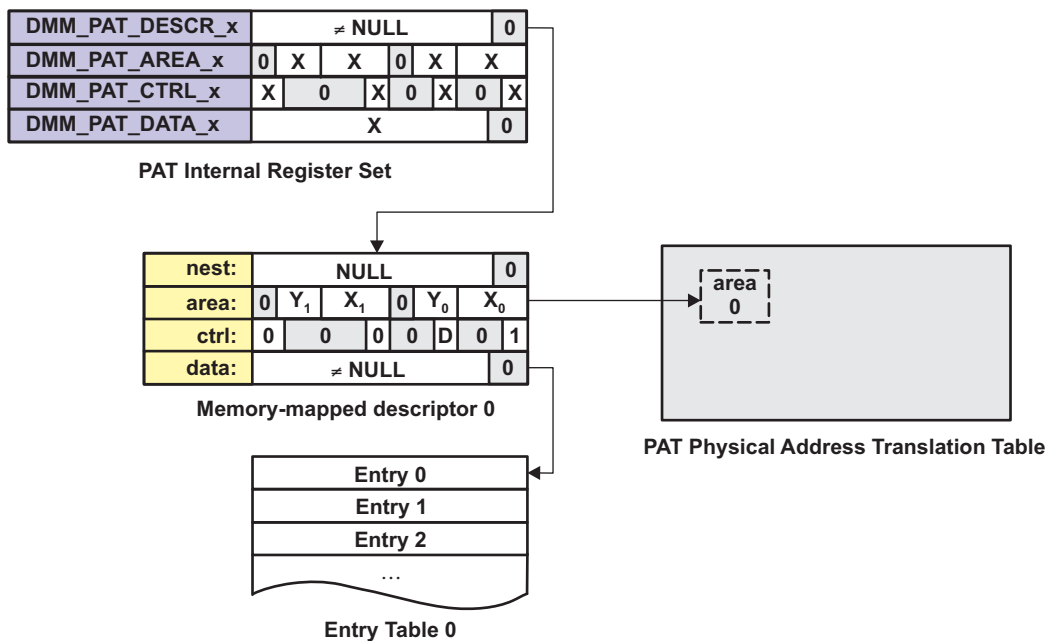 DMM_PAT_DESCR_x ≠ NULL 0
DMM_PAT_AREA_x 0 X X 0 X X
DMM_PAT_CTRL_x X 0 X 0 X 0 X
DMM_PAT_DATA_x X 0
PAT Internal Register Set
nest: NULL 0
area: 0 Y1 X1 0 Y0 X0
ctrl: 0 0 0 0 D 0 1
data: ≠ NULL 0
Memory-mapped descriptor 0
area
0
PAT Physical Address Translation Table
Entry 0
Entry 1
Entry 2
...
Entry Table 0